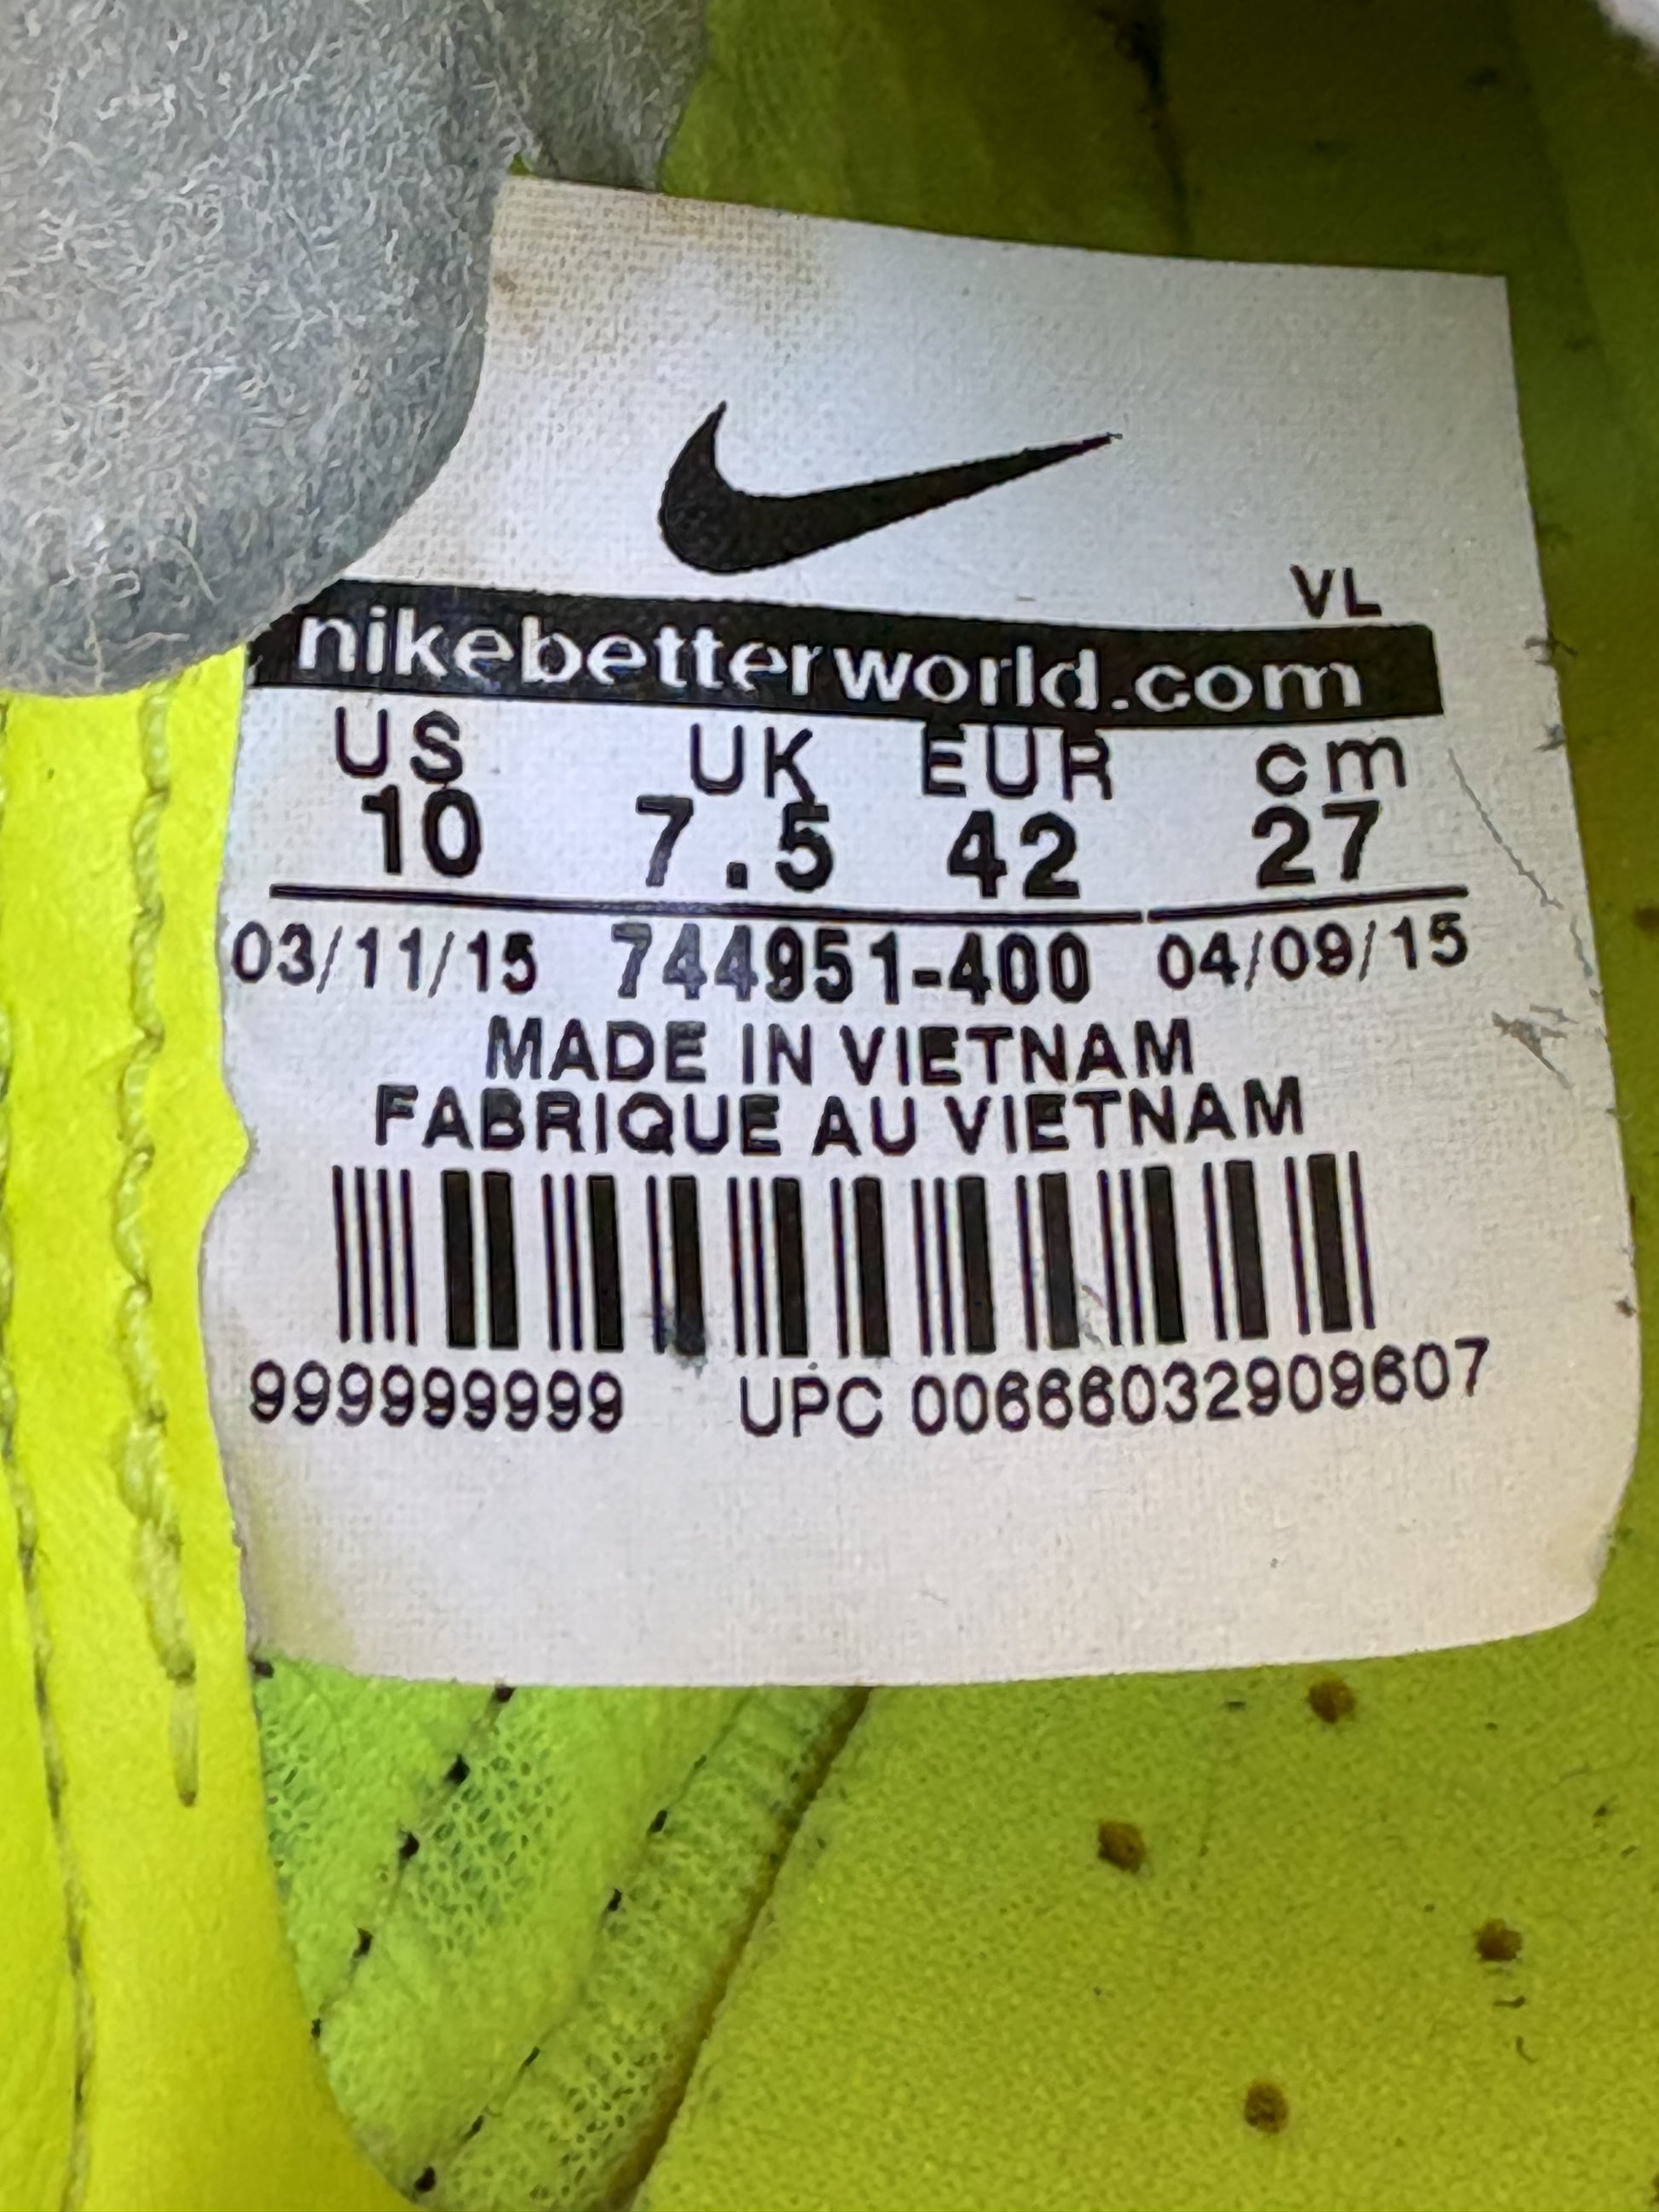 VL
nikebetterworld.com
US UK EUR cm
10 7.5 42 27
03/11/15 744951-400 04/09/15
MADE IN VIETNAM
FABRIQUE AU VIETNAM
999999999 UPC 00666032909607